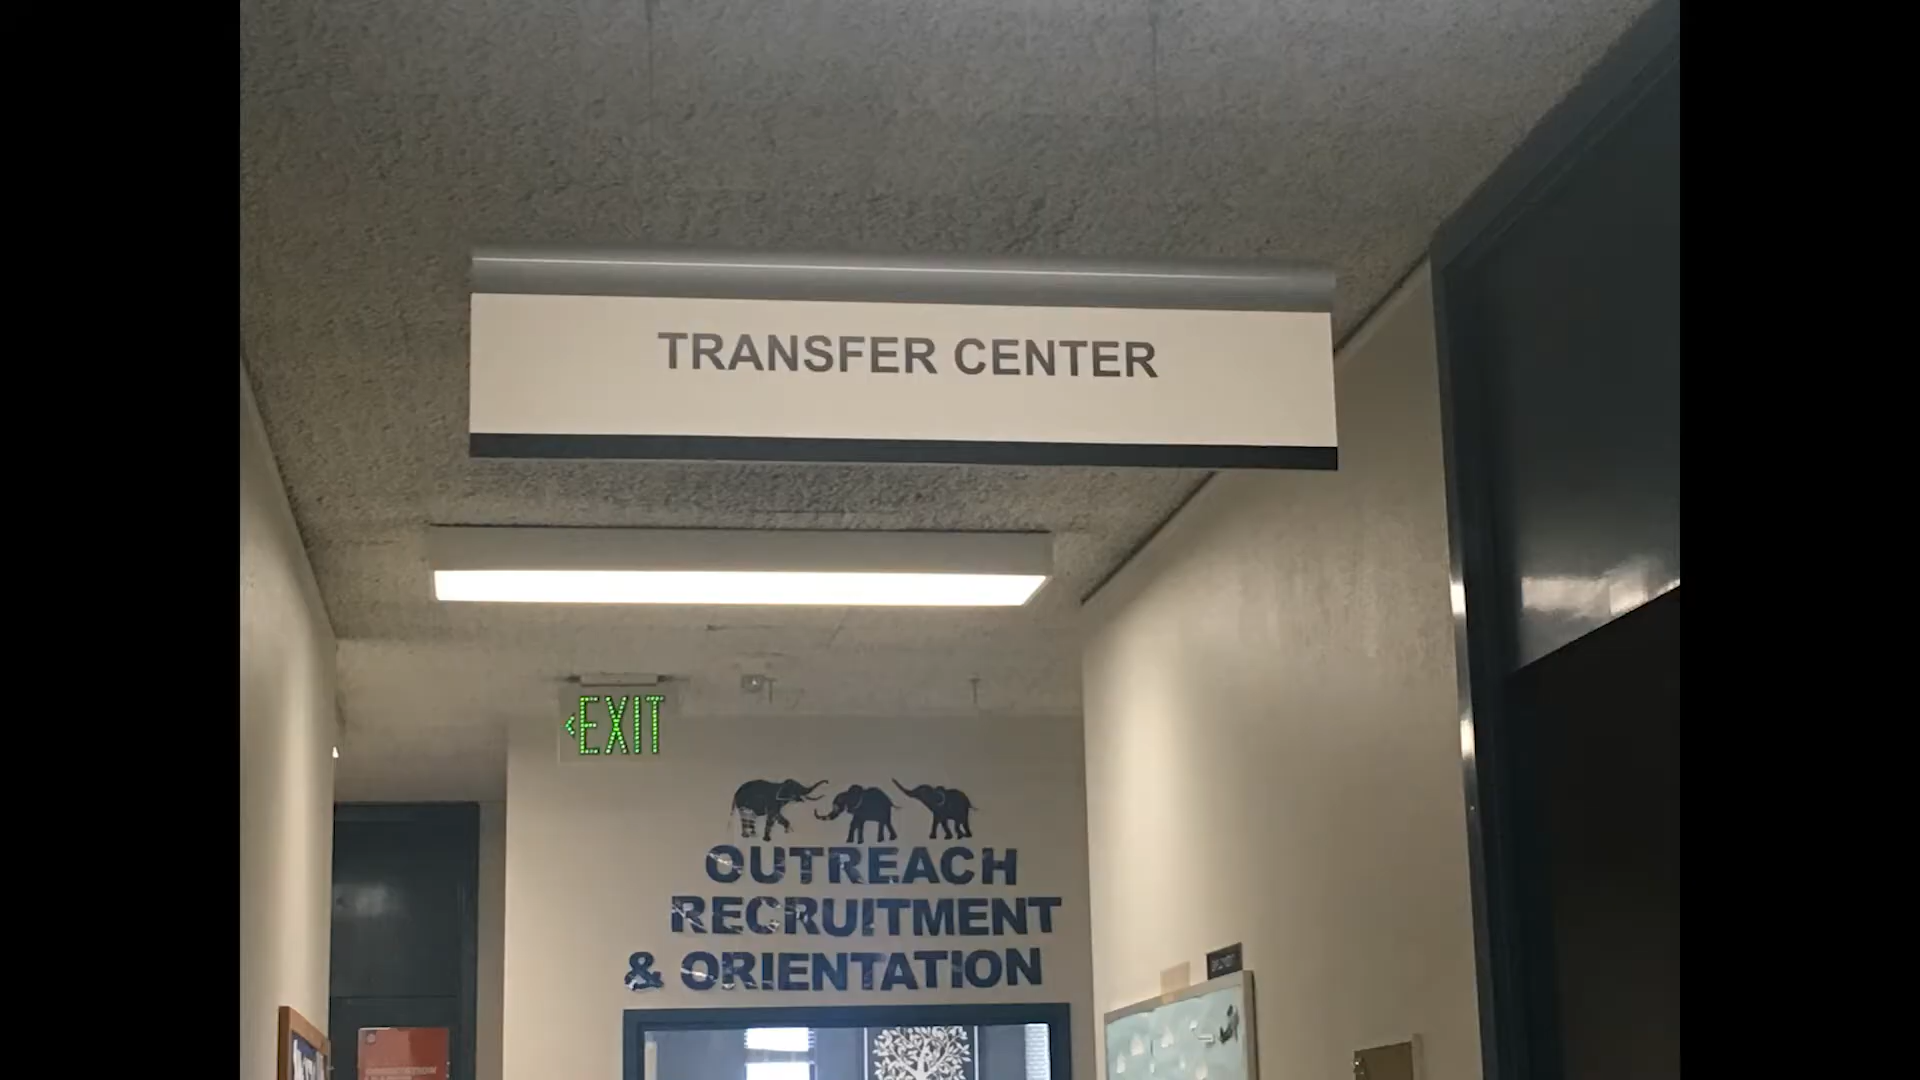 TRANSFER CENTER
EXIT
OUTREACH
RECRUITMENT
& ORIENTATION